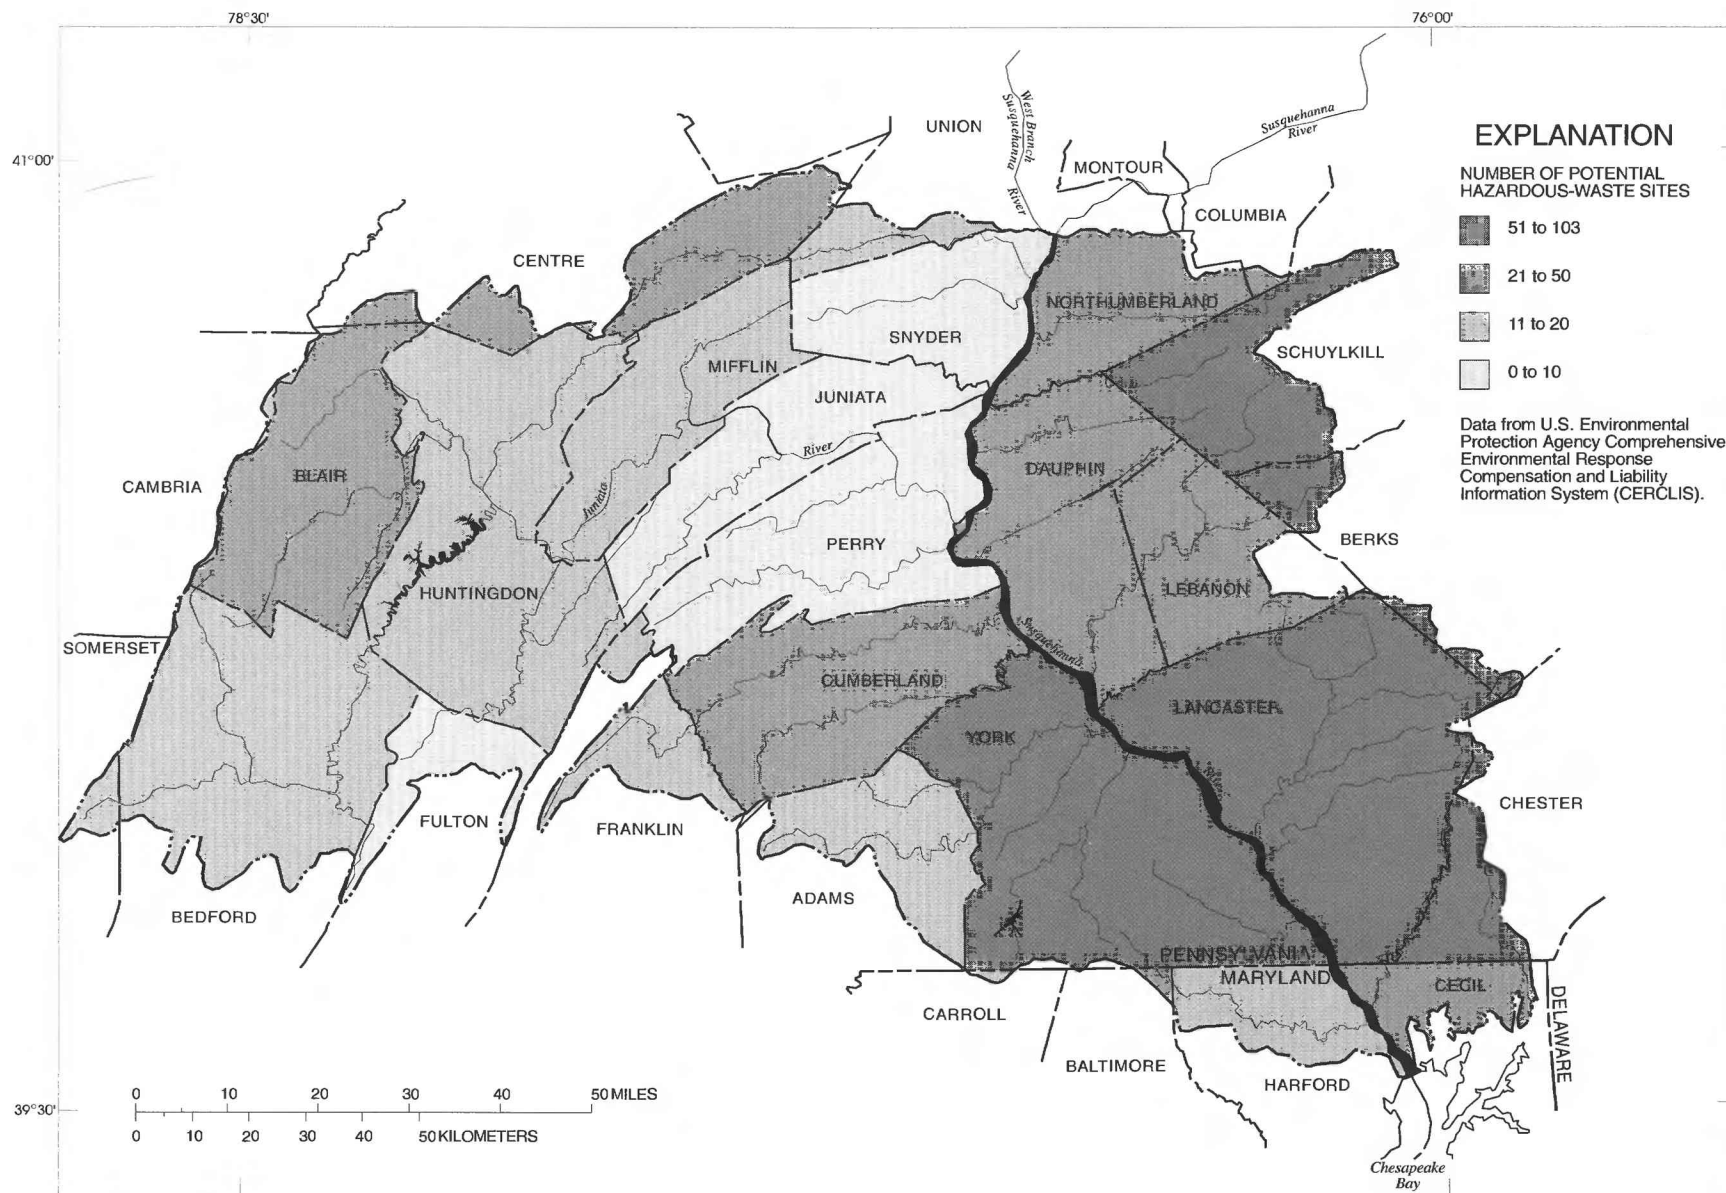 78°30'
76°00'
41°00'
39°30'
UNION
West Branch
Susquehanna
River
MONTOUR
Susquehanna
River
COLUMBIA
CENTRE
NORTHUMBERLAND
SNYDER
SCHUYLKILL
MIFFLIN
JUNIATA
River
Juniata
DAUPHIN
BLAIR
CAMBRIA
PERRY
BERKS
HUNTINGDON
LEBANON
SOMERSET
Susquehanna
CUMBERLAND
LANCASTER
YORK
River
CHESTER
FULTON
FRANKLIN
ADAMS
BEDFORD
PENNSYLVANIA
MARYLAND
CECIL
DELAWARE
CARROLL
BALTIMORE
HARFORD
Chesapeake
Bay
EXPLANATION
NUMBER OF POTENTIAL
HAZARDOUS-WASTE SITES
51 to 103
21 to 50
11 to 20
0 to 10
Data from U.S. Environmental
Protection Agency Comprehensive
Environmental Response
Compensation and Liability
Information System (CERCLIS).
0 10 20 30 40 50 MILES
0 10 20 30 40 50 KILOMETERS